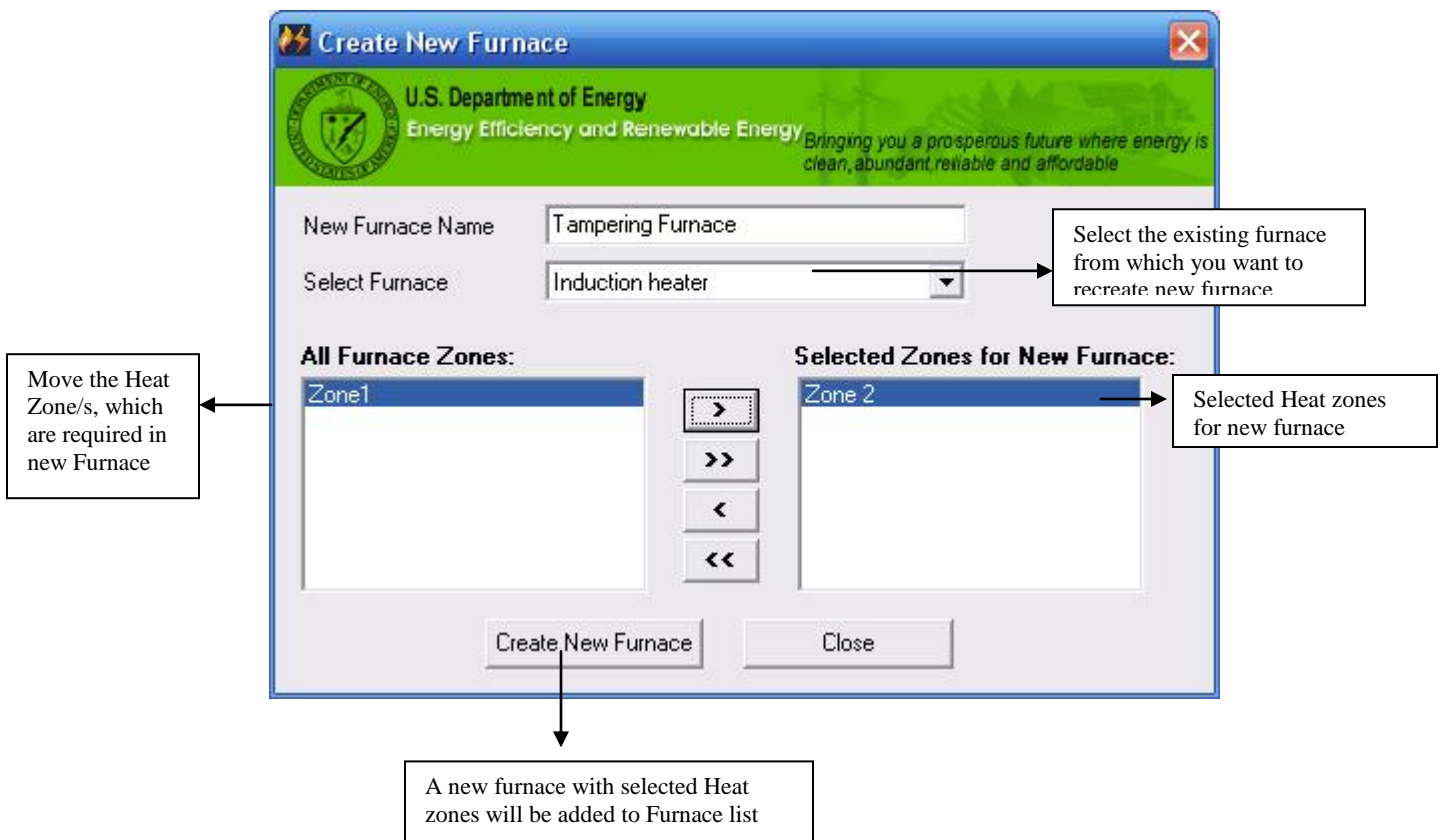 Create New Furnace
U.S. Department of Energy
Energy Efficiency and Renewable Energy
Bringing you a prosperous future where energy is
clean, abundant, reliable and affordable
New Furnace Name
Tampering Furnace
Select Furnace
Induction heater
Select the existing furnace
from which you want to
recreate new furnace
All Furnace Zones:
Selected Zones for New Furnace:
Zone1
Zone 2
>
>>
<
<<
Move the Heat
Zone/s, which
are required in
new Furnace
Selected Heat zones
for new furnace
Create New Furnace
Close
A new furnace with selected Heat
zones will be added to Furnace list